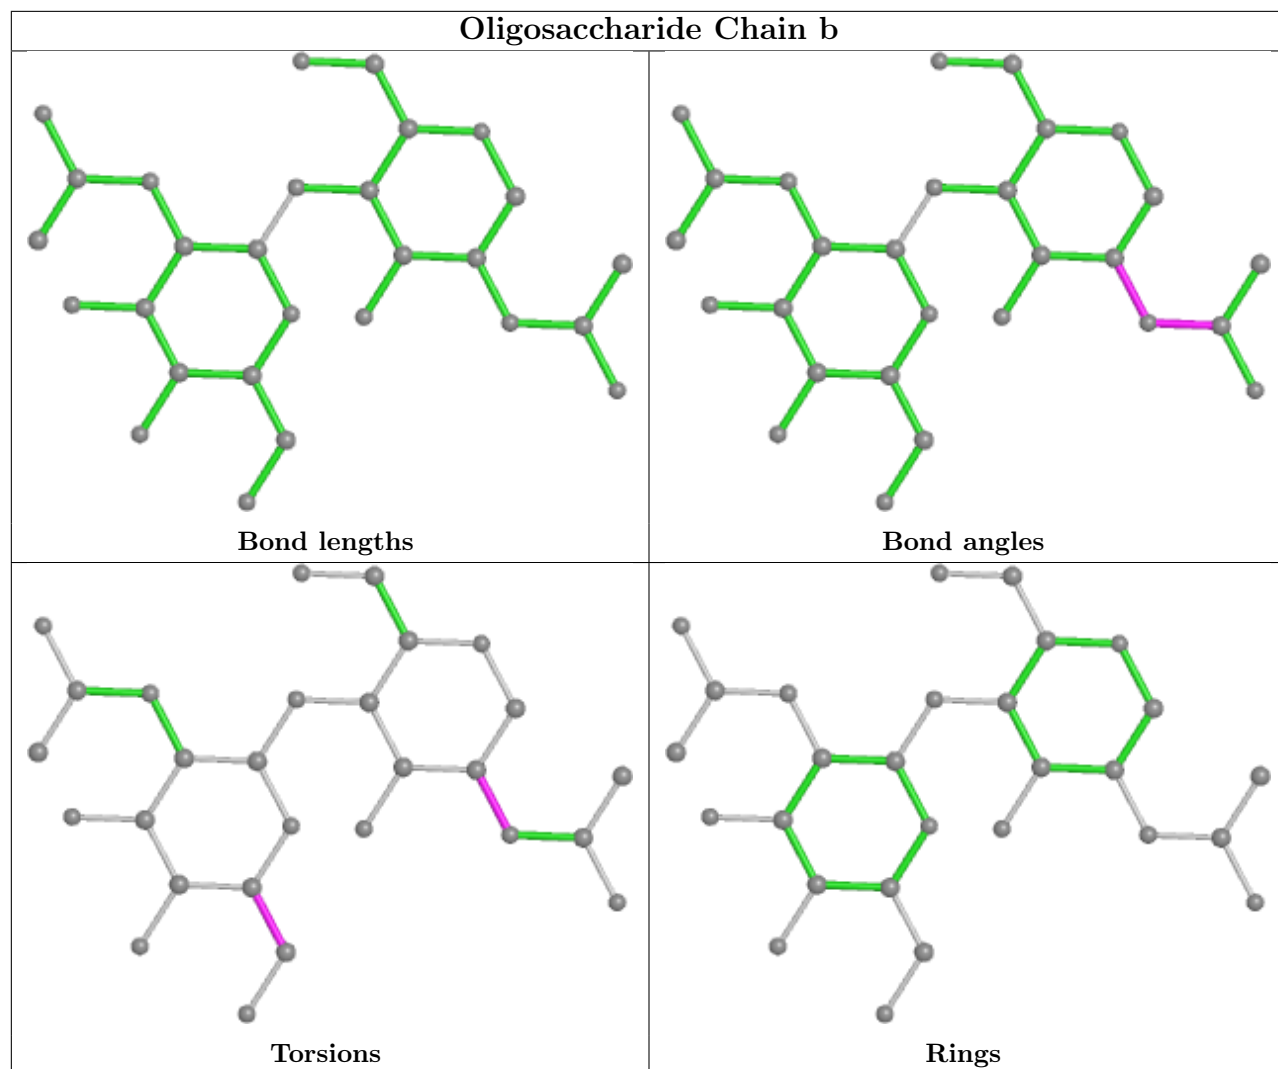 Oligosaccharide Chain b
Bond lengths
Bond angles
Torsions
Rings